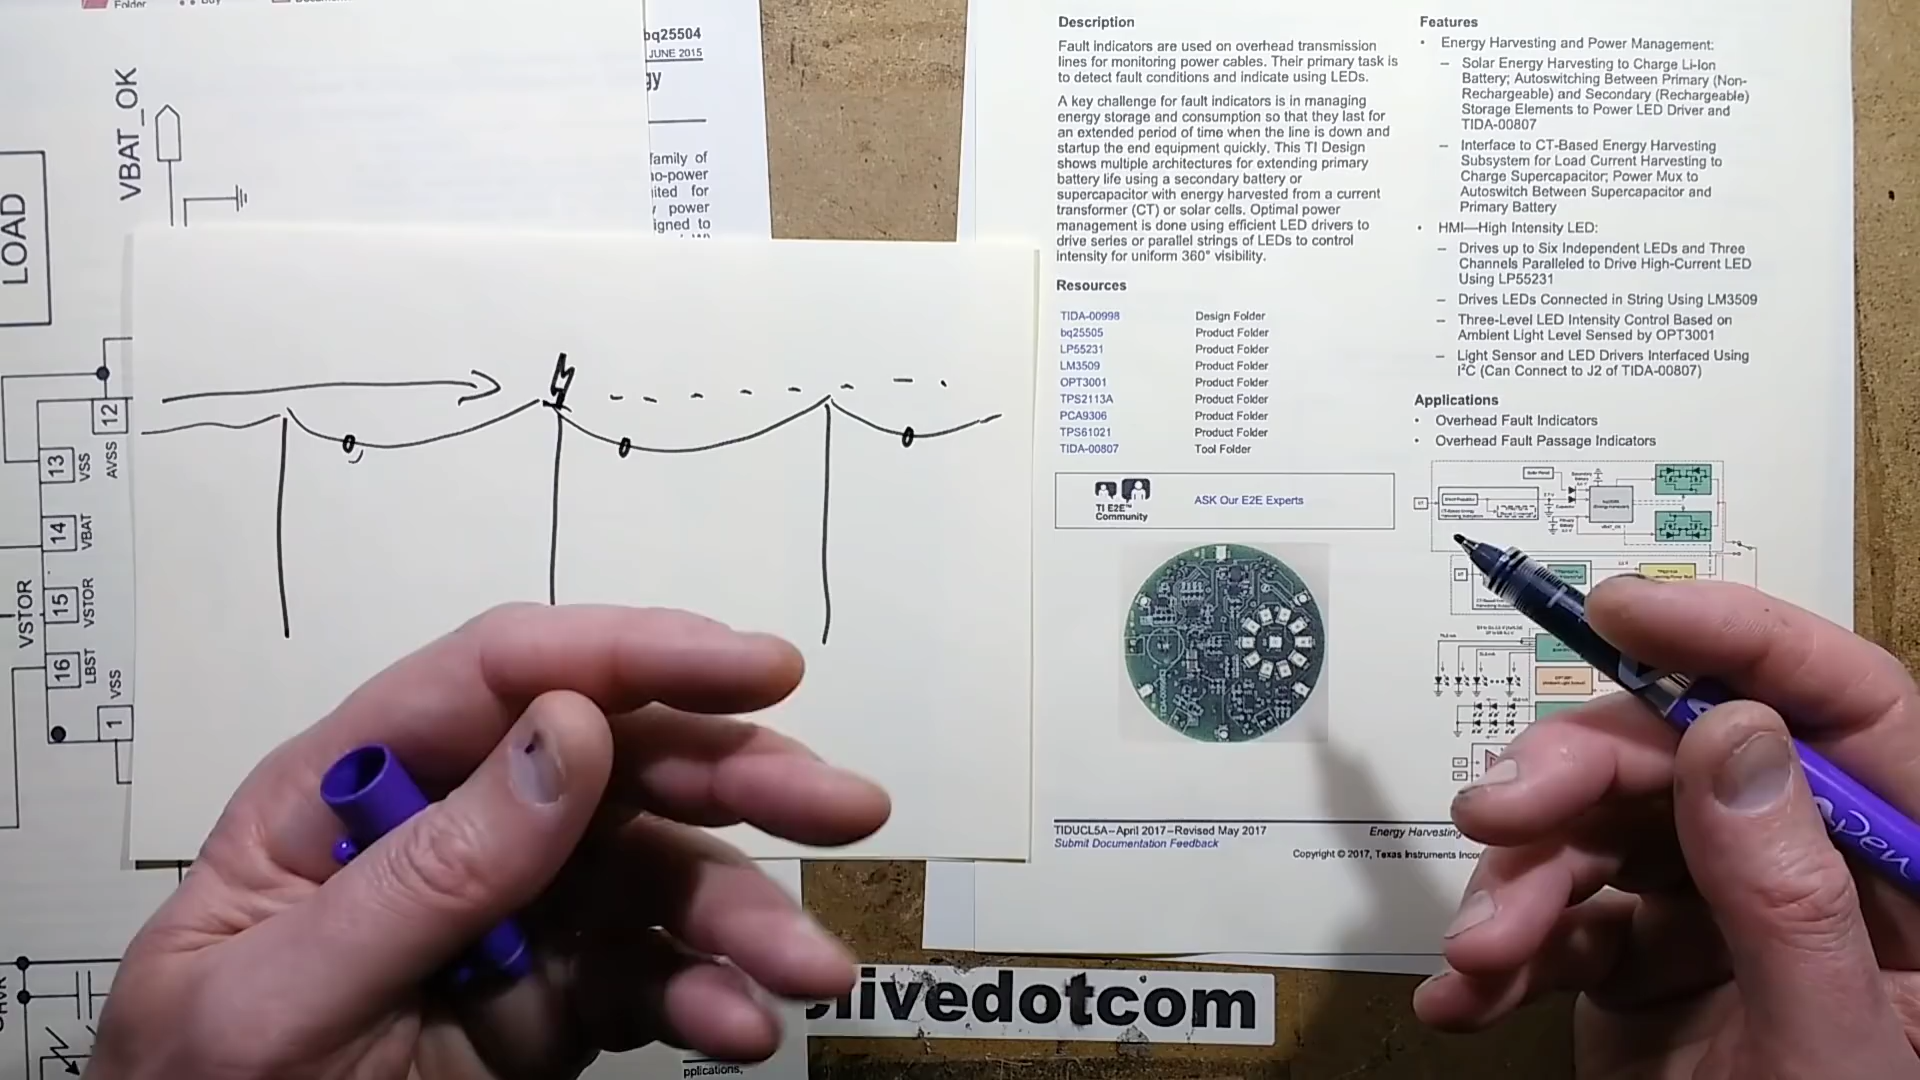 Folder
VBAT_OK
LOAD
12
AVSS
13
VSS
14
VBAT
15
VSTOR
VSTOR
16
LBST
1
VSS
bq25504
JUNE 2015
gy
family of
no-power
power
igned to
pplications,
Description
Fault Indicators are used on overhead transmission
lines for monitoring power cables. Their primary task is
to detect fault conditions and indicate using LEDs.
A key challenge for fault indicators is in managing
energy storage and consumption so that they last for
an extended period of time when the line is down and
startup the end equipment quickly. This TI Design
shows multiple architectures for extending primary
battery life using a secondary battery or
supercapacitor with energy harvested from a current
transformer (CT) or solar cells. Optimal power
management is done using efficient LED drivers to
drive series or parallel strings of LEDs to control
intensity for uniform 360° visibility.
Resources
TIDA-00998 Design Folder
bq25505 Product Folder
LP55231 Product Folder
LM3509 Product Folder
OPT3001 Product Folder
TPS2113A Product Folder
PCA9306 Product Folder
TPS61021 Product Folder
TIDA-00807 Tool Folder
TI E2E™
Community
ASK Our E2E Experts
TIDUCL5A–April 2017–Revised May 2017
Submit Documentation Feedback
Energy Harvesting
Copyright © 2017, Texas Instruments Incor
Features
• Energy Harvesting and Power Management:
– Solar Energy Harvesting to Charge Li-Ion
Battery; Autoswitching Between Primary (Non-
Rechargeable) and Secondary (Rechargeable)
Storage Elements to Power LED Driver and
TIDA-00807
– Interface to CT-Based Energy Harvesting
Subsystem for Load Current Harvesting to
Charge Supercapacitor; Power Mux to
Autoswitch Between Supercapacitor and
Primary Battery
• HMI—High Intensity LED:
– Drives up to Six Independent LEDs and Three
Channels Paralleled to Drive High-Current LED
Using LP55231
– Drives LEDs Connected in String Using LM3509
– Three-Level LED Intensity Control Based on
Ambient Light Level Sensed by OPT3001
– Light Sensor and LED Drivers Interfaced Using
I²C (Can Connect to J2 of TIDA-00807)
Applications
• Overhead Fault Indicators
• Overhead Fault Passage Indicators
livedotcom